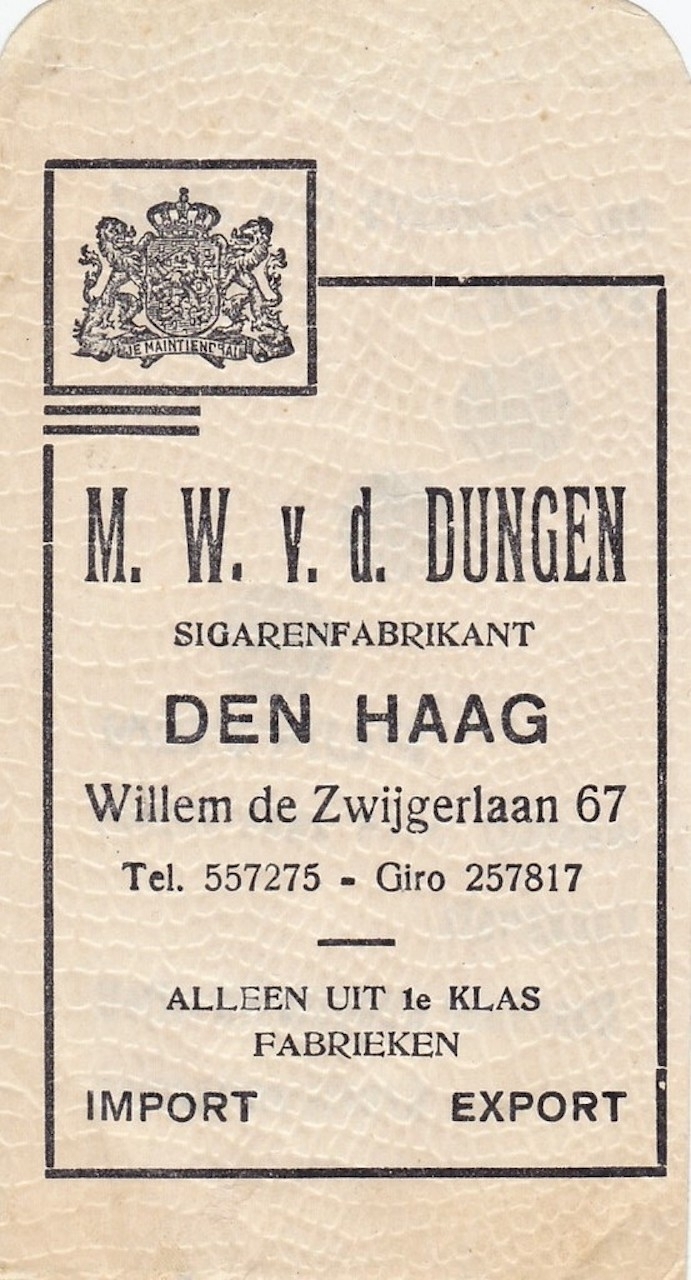 JE MAINTIENDRAI
M. W. v. d. DUNGEN
SIGARENFABRIKANT
DEN HAAG
Willem de Zwijgerlaan 67
Tel. 557275 - Giro 257817
ALLEEN UIT 1e KLAS
FABRIEKEN
IMPORT EXPORT